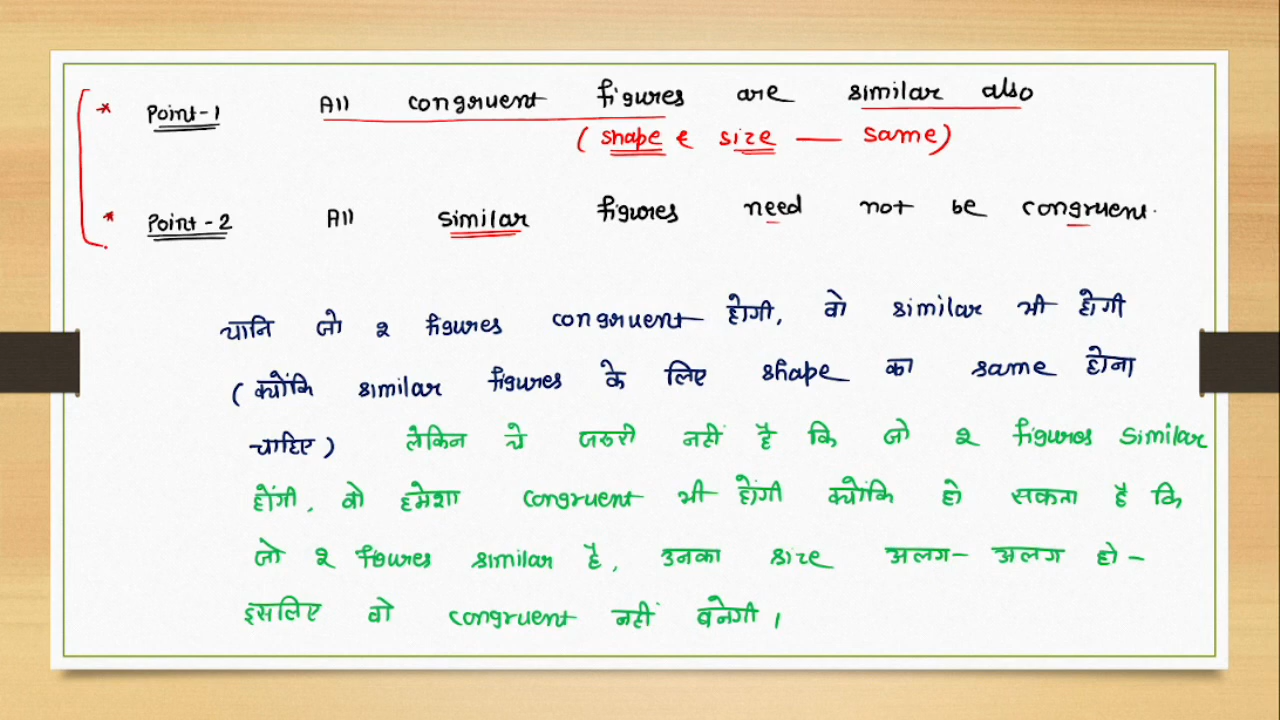 * Point-1 All congruent figures are similar also
( shape & size — same)
* Point - 2 All similar figures need not be congruent.
यानि जो 2 figures congruent होगी, वो similar भी होगी
( क्योंकि similar figures के लिए shape का same होना
चाहिए ) लेकिन ये जरुरी नहीं है कि जो 2 figures similar
होंगी, वो हमेशा congruent भी होंगी क्योंकि हो सकता है कि
जो 2 figures similar है, उनका size अलग- अलग हो -
इसलिए वो congruent नहीं बनेगी ।